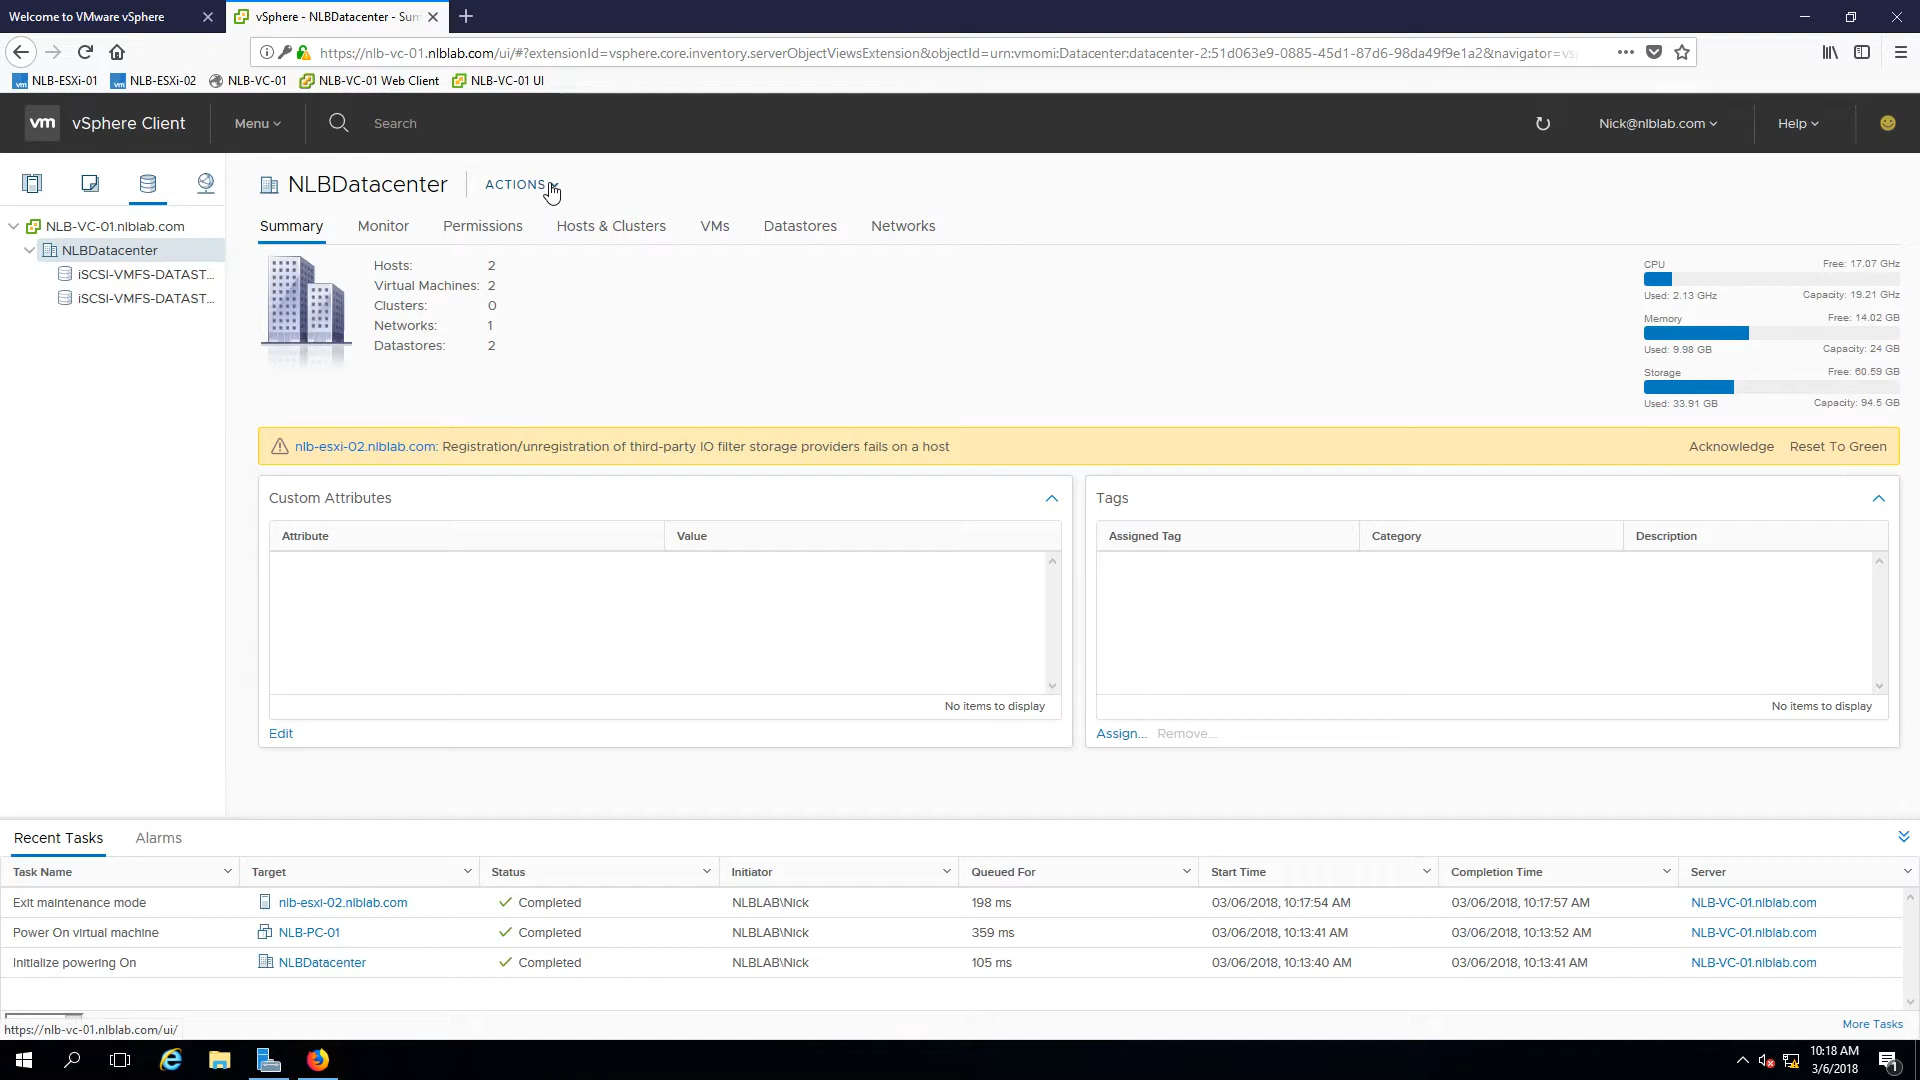 Welcome to VMware vSphere
vSphere - NLBDatacenter - Sum
https://nlb-vc-01.nlblab.com/ui/#?extensionId=vsphere.core.inventory.serverObjectViewsExtension&objectId=urn:vmomi:Datacenter:datacenter-2:51d063e9-0885-45d1-87d6-98da49f9e1a2&navigator=vs
NLB-ESXi-01 NLB-ESXi-02 NLB-VC-01 NLB-VC-01 Web Client NLB-VC-01 UI
vm vSphere Client Menu Search Nick@nlblab.com Help
NLBDatacenter ACTIONS
Summary Monitor Permissions Hosts & Clusters VMs Datastores Networks
NLB-VC-01.nlblab.com
NLBDatacenter
iSCSI-VMFS-DATAST...
iSCSI-VMFS-DATAST...
Hosts: 2
Virtual Machines: 2
Clusters: 0
Networks: 1
Datastores: 2
CPU Free: 17.07 GHz
Used: 2.13 GHz Capacity: 19.21 GHz
Memory Free: 14.02 GB
Used: 9.98 GB Capacity: 24 GB
Storage Free: 60.59 GB
Used: 33.91 GB Capacity: 94.5 GB
nlb-esxi-02.nlblab.com: Registration/unregistration of third-party IO filter storage providers fails on a host Acknowledge Reset To Green
Custom Attributes
Attribute Value
No items to display
Edit
Tags
Assigned Tag Category Description
No items to display
Assign... Remove...
Recent Tasks Alarms
Task Name Target Status Initiator Queued For Start Time Completion Time Server
Exit maintenance mode nlb-esxi-02.nlblab.com Completed NLBLAB\Nick 198 ms 03/06/2018, 10:17:54 AM 03/06/2018, 10:17:57 AM NLB-VC-01.nlblab.com
Power On virtual machine NLB-PC-01 Completed NLBLAB\Nick 359 ms 03/06/2018, 10:13:41 AM 03/06/2018, 10:13:52 AM NLB-VC-01.nlblab.com
Initialize powering On NLBDatacenter Completed NLBLAB\Nick 105 ms 03/06/2018, 10:13:40 AM 03/06/2018, 10:13:41 AM NLB-VC-01.nlblab.com
More Tasks
https://nlb-vc-01.nlblab.com/ui/
10:18 AM
3/6/2018
1